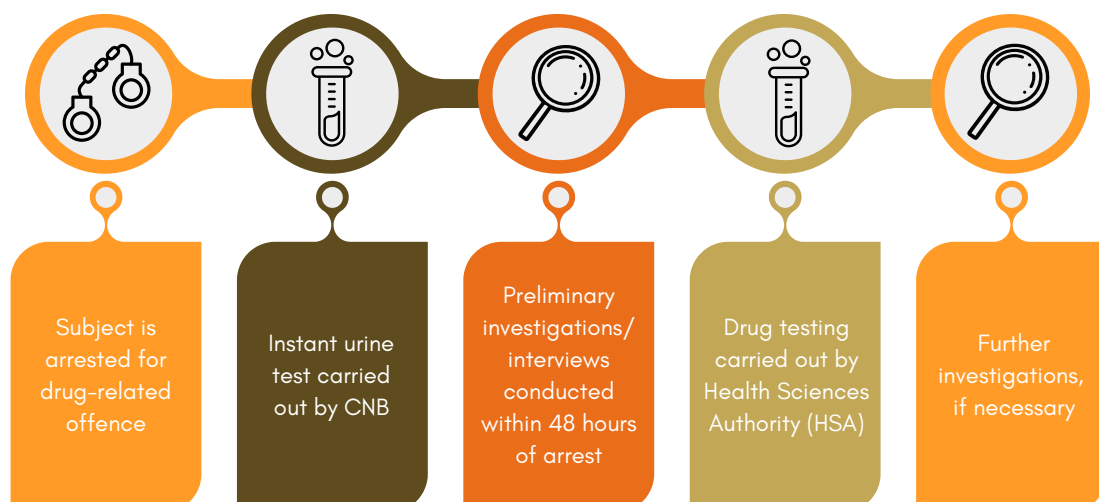 Subject is
arrested for
drug-related
offence
Instant urine
test carried
out by CNB
Preliminary
investigations/
interviews
conducted
within 48 hours
of arrest
Drug testing
carried out by
Health Sciences
Authority (HSA)
Further
investigations,
if necessary